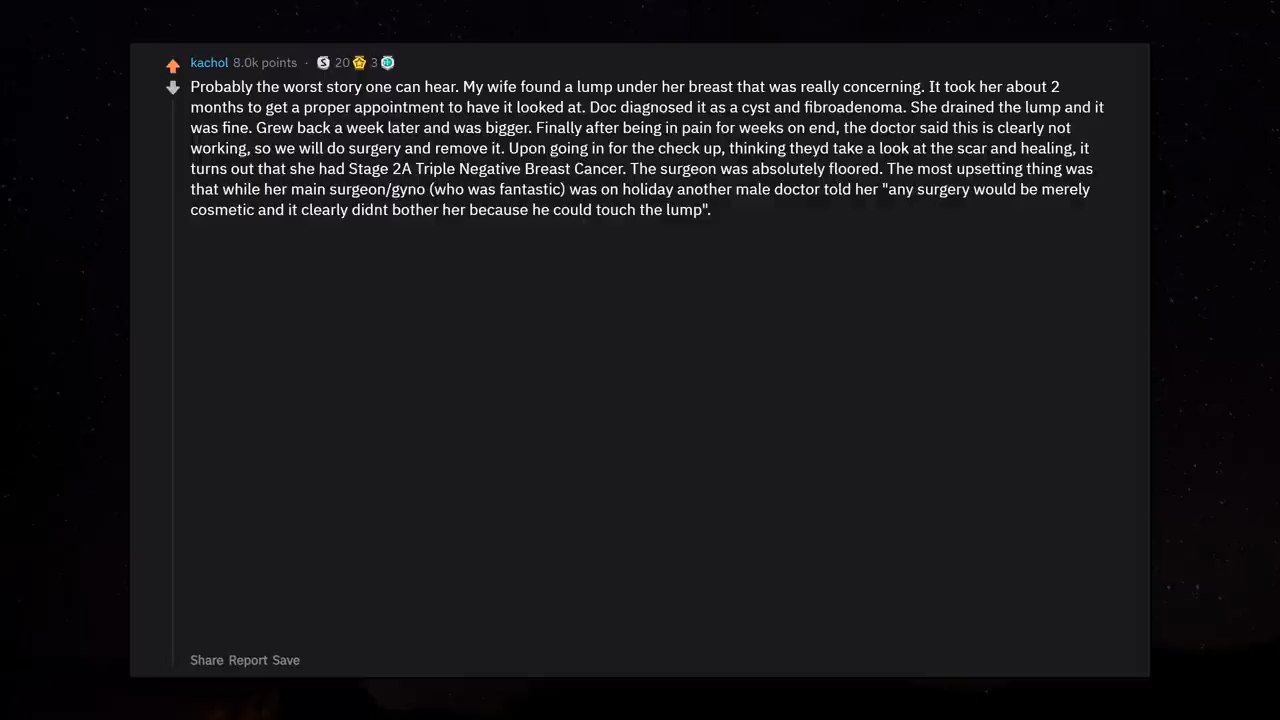 kachol 8.0k points · S 20 3
Probably the worst story one can hear. My wife found a lump under her breast that was really concerning. It took her about 2
months to get a proper appointment to have it looked at. Doc diagnosed it as a cyst and fibroadenoma. She drained the lump and it
was fine. Grew back a week later and was bigger. Finally after being in pain for weeks on end, the doctor said this is clearly not
working, so we will do surgery and remove it. Upon going in for the check up, thinking theyd take a look at the scar and healing, it
turns out that she had Stage 2A Triple Negative Breast Cancer. The surgeon was absolutely floored. The most upsetting thing was
that while her main surgeon/gyno (who was fantastic) was on holiday another male doctor told her "any surgery would be merely
cosmetic and it clearly didnt bother her because he could touch the lump".
Share Report Save